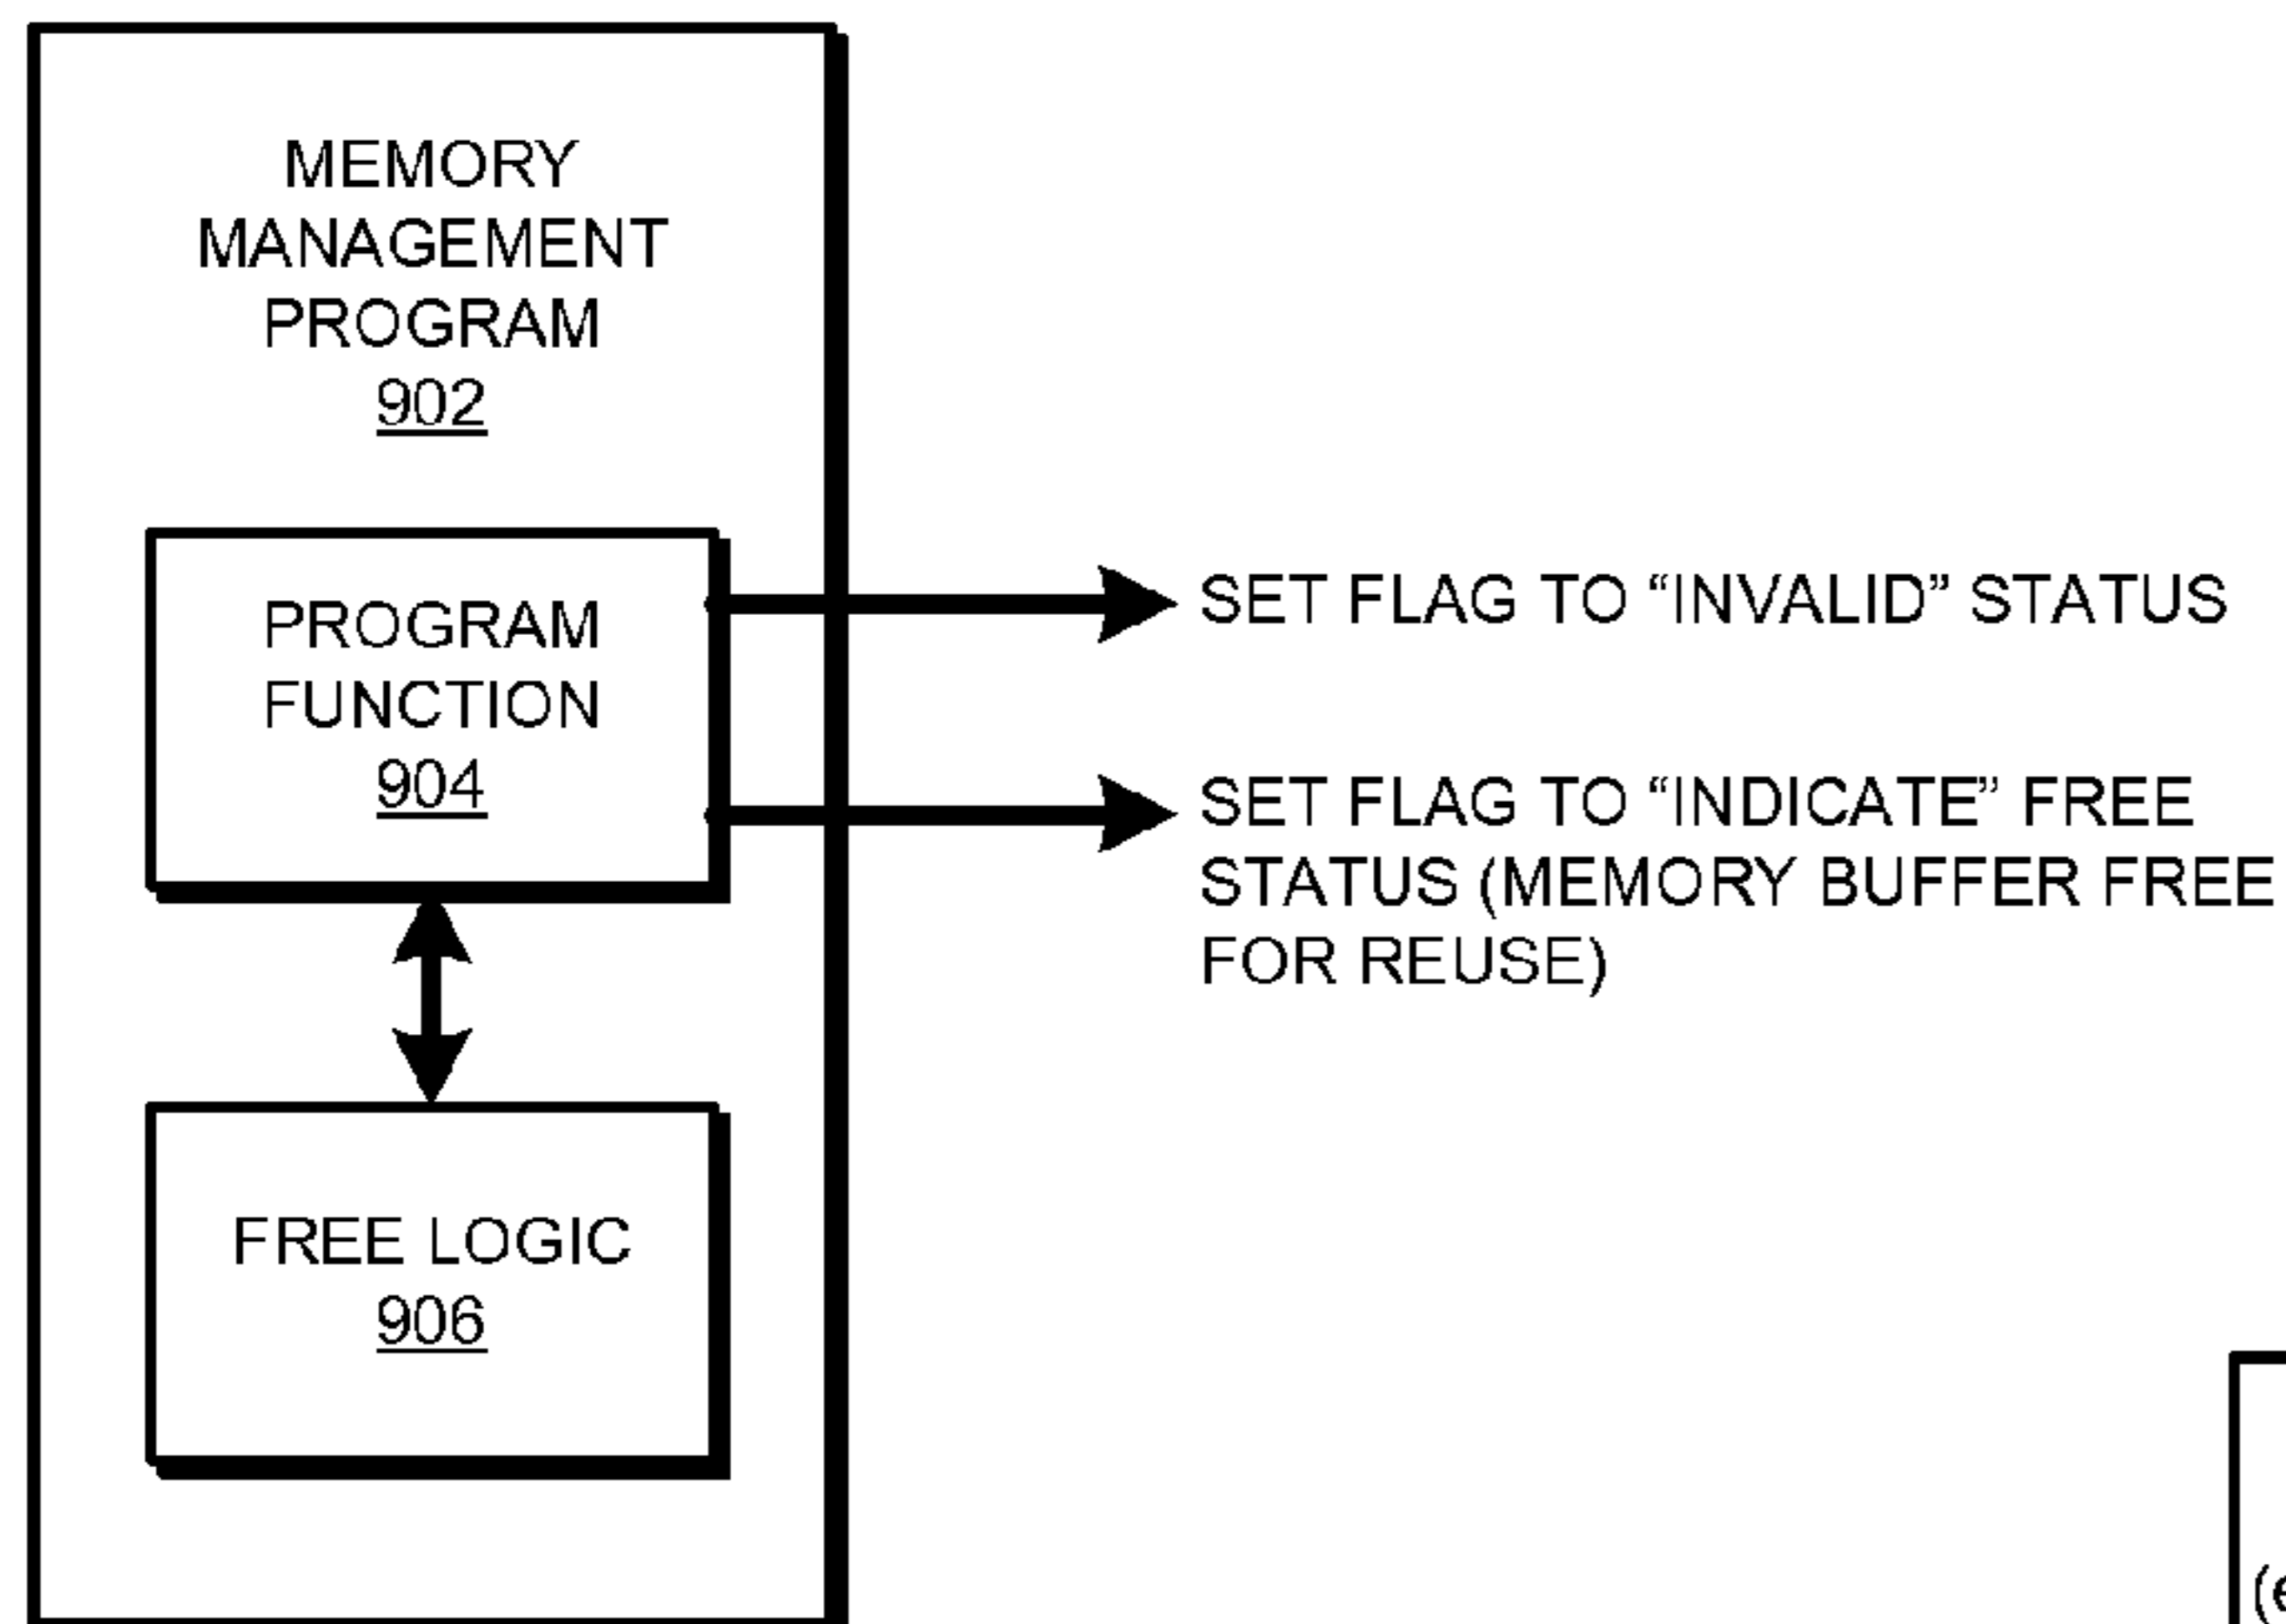 MEMORY
MANAGEMENT
PROGRAM
902
PROGRAM
FUNCTION
904
SET FLAG TO “INVALID” STATUS
SET FLAG TO “INDICATE” FREE
STATUS (MEMORY BUFFER FREE
FOR REUSE)
FREE LOGIC
906